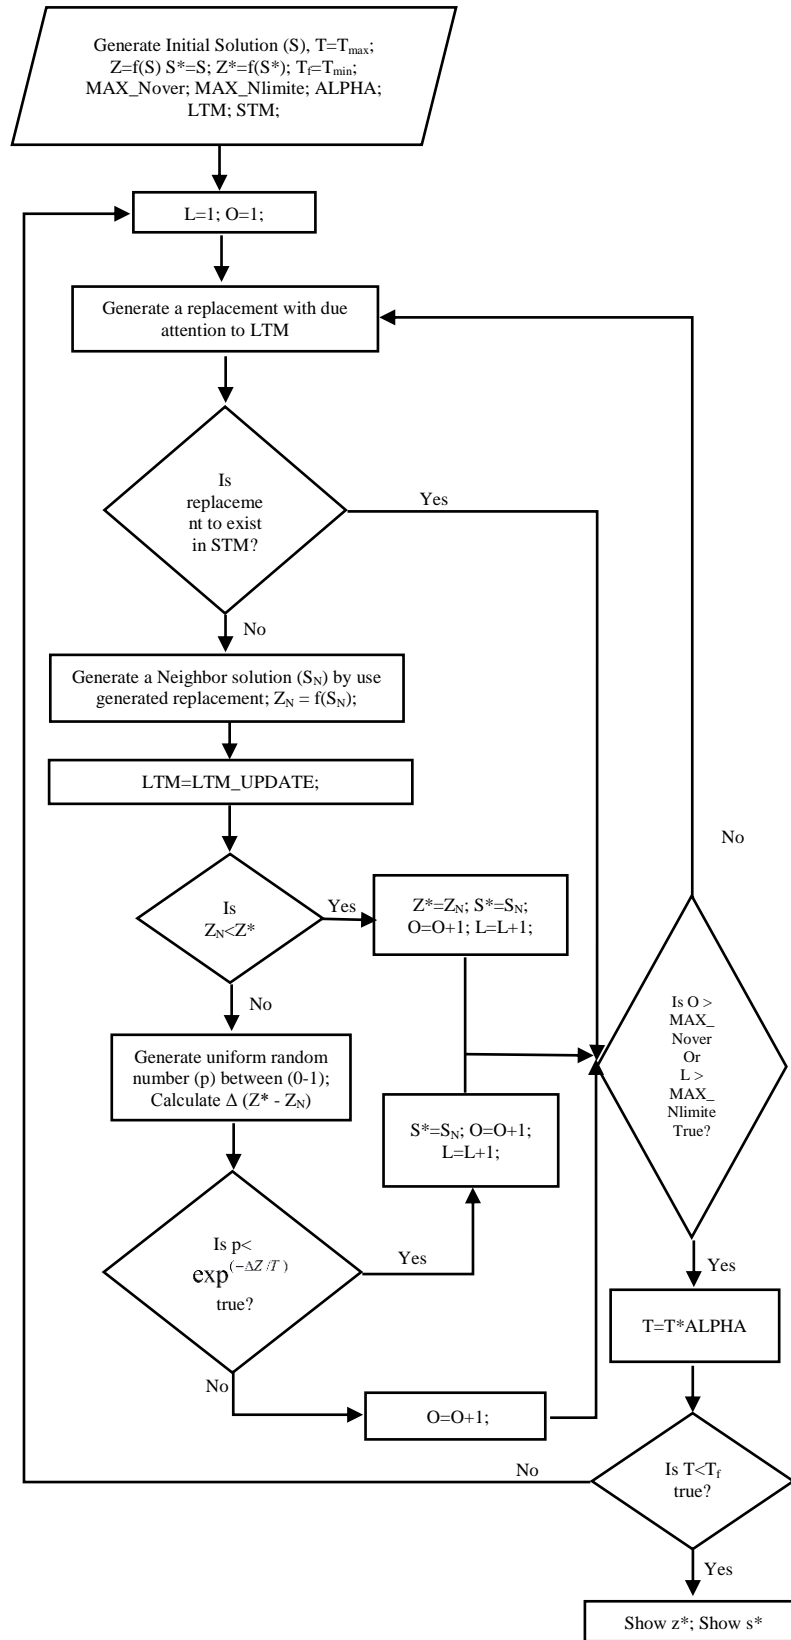 Generate Initial Solution (S), T=Tmax;
Z=f(S) S*=S; Z*=f(S*); Tf=Tmin;
MAX_Nover; MAX_Nlimite; ALPHA;
LTM; STM;
L=1; O=1;
Generate a replacement with due
attention to LTM
Is
replaceme
nt to exist
in STM?
Yes
No
Generate a Neighbor solution (SN) by use
generated replacement; ZN = f(SN);
LTM=LTM_UPDATE;
No
Is
ZN<Z*
Yes
Z*=ZN; S*=SN;
O=O+1; L=L+1;
No
Is O >
MAX_
Nover
Or
L >
MAX_
Nlimite
True?
Generate uniform random
number (p) between (0-1);
Calculate Δ (Z* - ZN)
S*=SN; O=O+1;
L=L+1;
Is p<
exp(−ΔZ/T)
true?
Yes
Yes
T=T*ALPHA
No
O=O+1;
No
Is T<Tf
true?
Yes
Show z*; Show s*